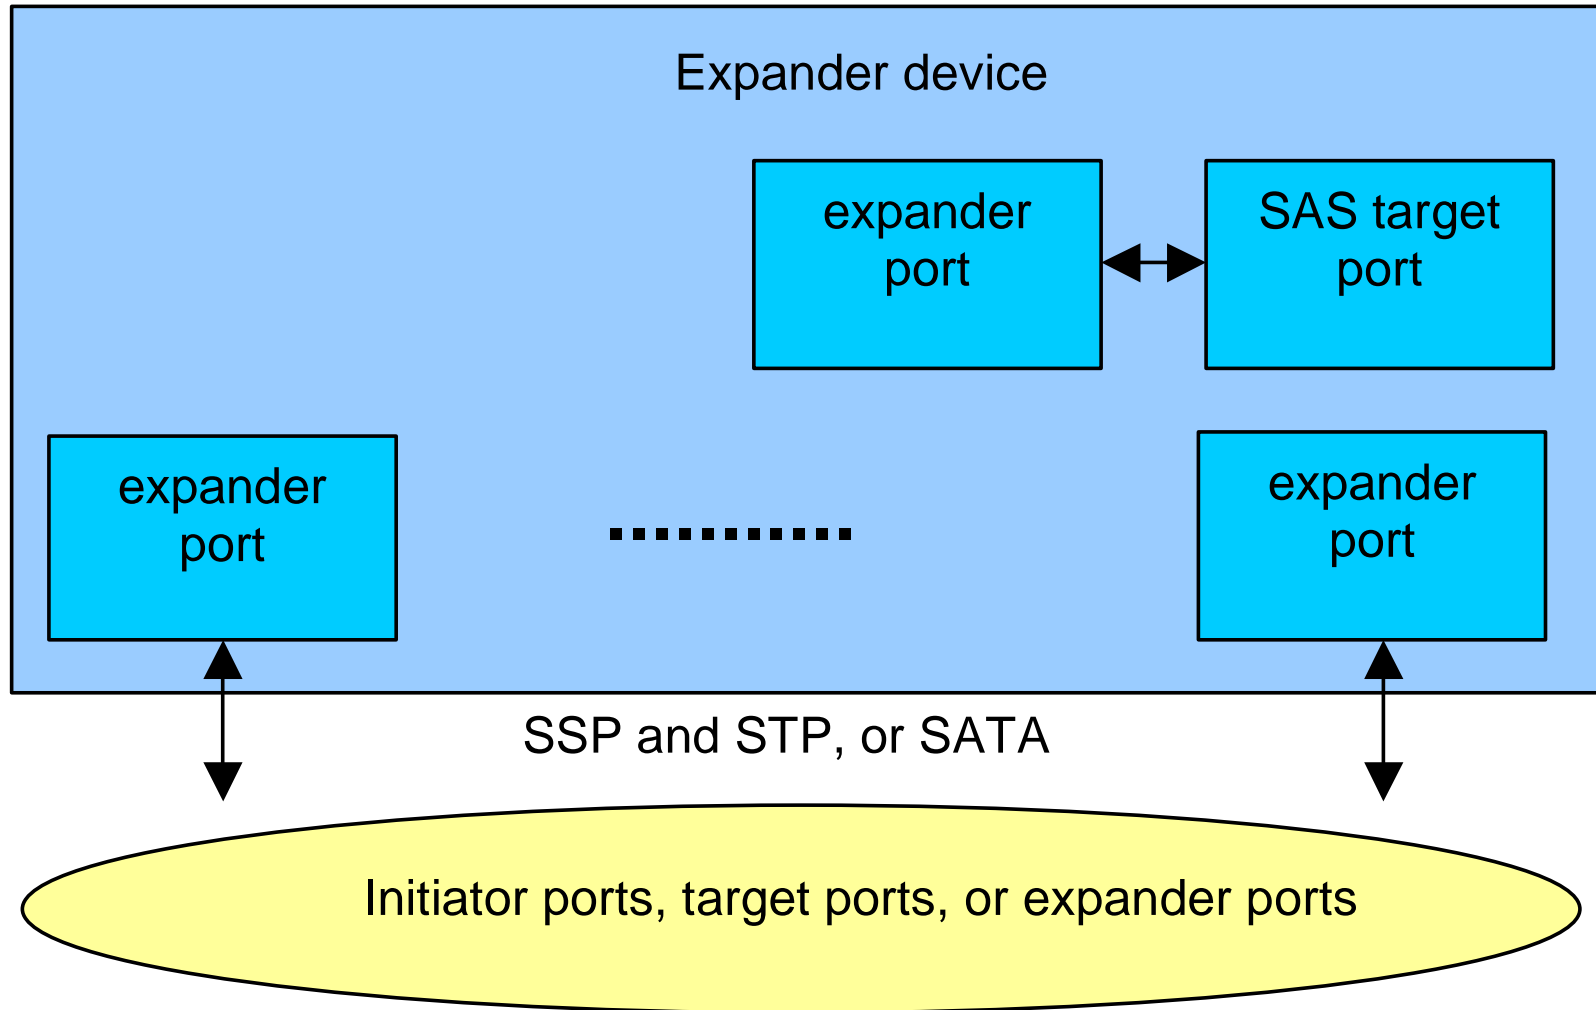 Expander device
expander
port
SAS target
port
expander
port
expander
port
SSP and STP, or SATA
Initiator ports, target ports, or expander ports